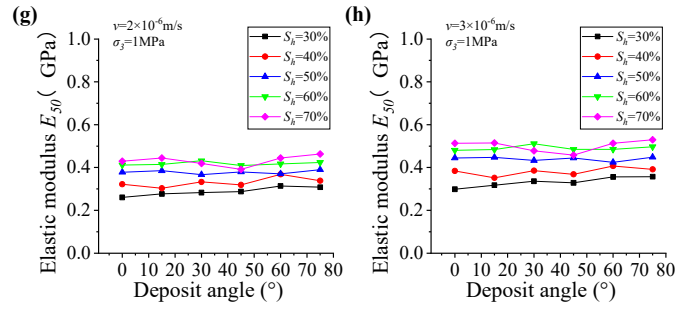 (g)
v=2×10⁻⁶m/s
σ₃=1MPa
Sₕ=30%
Sₕ=40%
Sₕ=50%
Sₕ=60%
Sₕ=70%
Elastic modulus E₅₀( GPa)
1.0
0.8
0.6
0.4
0.2
0.0
0 10 20 30 40 50 60 70 80
Deposit angle (°)
(h)
v=3×10⁻⁶m/s
σ₃=1MPa
Sₕ=30%
Sₕ=40%
Sₕ=50%
Sₕ=60%
Sₕ=70%
Elastic modulus E₅₀( GPa)
1.0
0.8
0.6
0.4
0.2
0.0
0 10 20 30 40 50 60 70 80
Deposit angle (°)